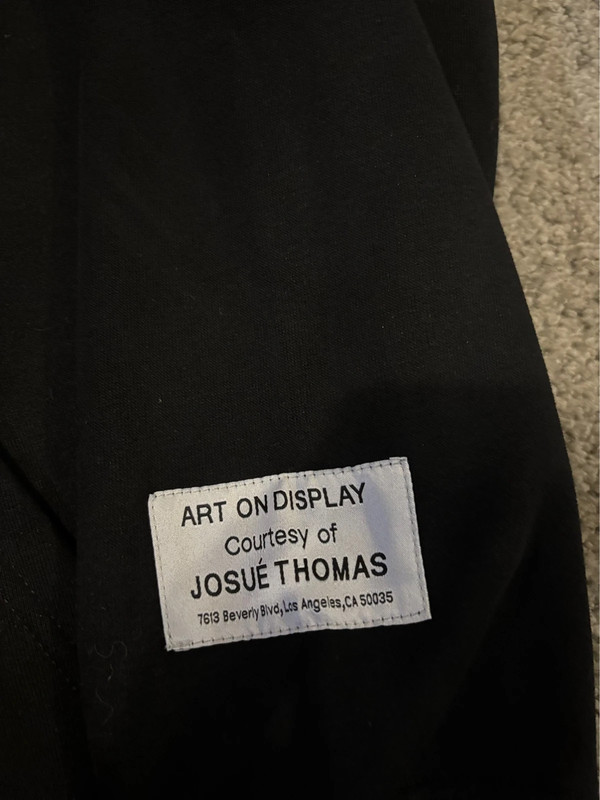 ART ON DISPLAY
Courtesy of
JOSUÉ THOMAS
7613 Beverly Blvd, Los Angeles, CA 50035